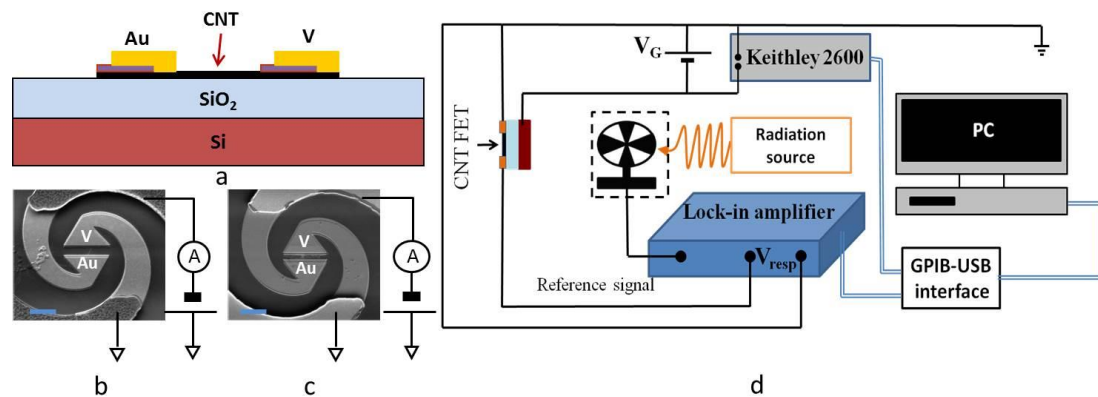 CNT
Au
V
SiO2
Si
a
V
Au
A
b
V
Au
A
c
VG
Keithley 2600
CNT FET
Radiation
source
PC
Lock-in amplifier
Vresp
Reference signal
GPIB-USB
interface
d